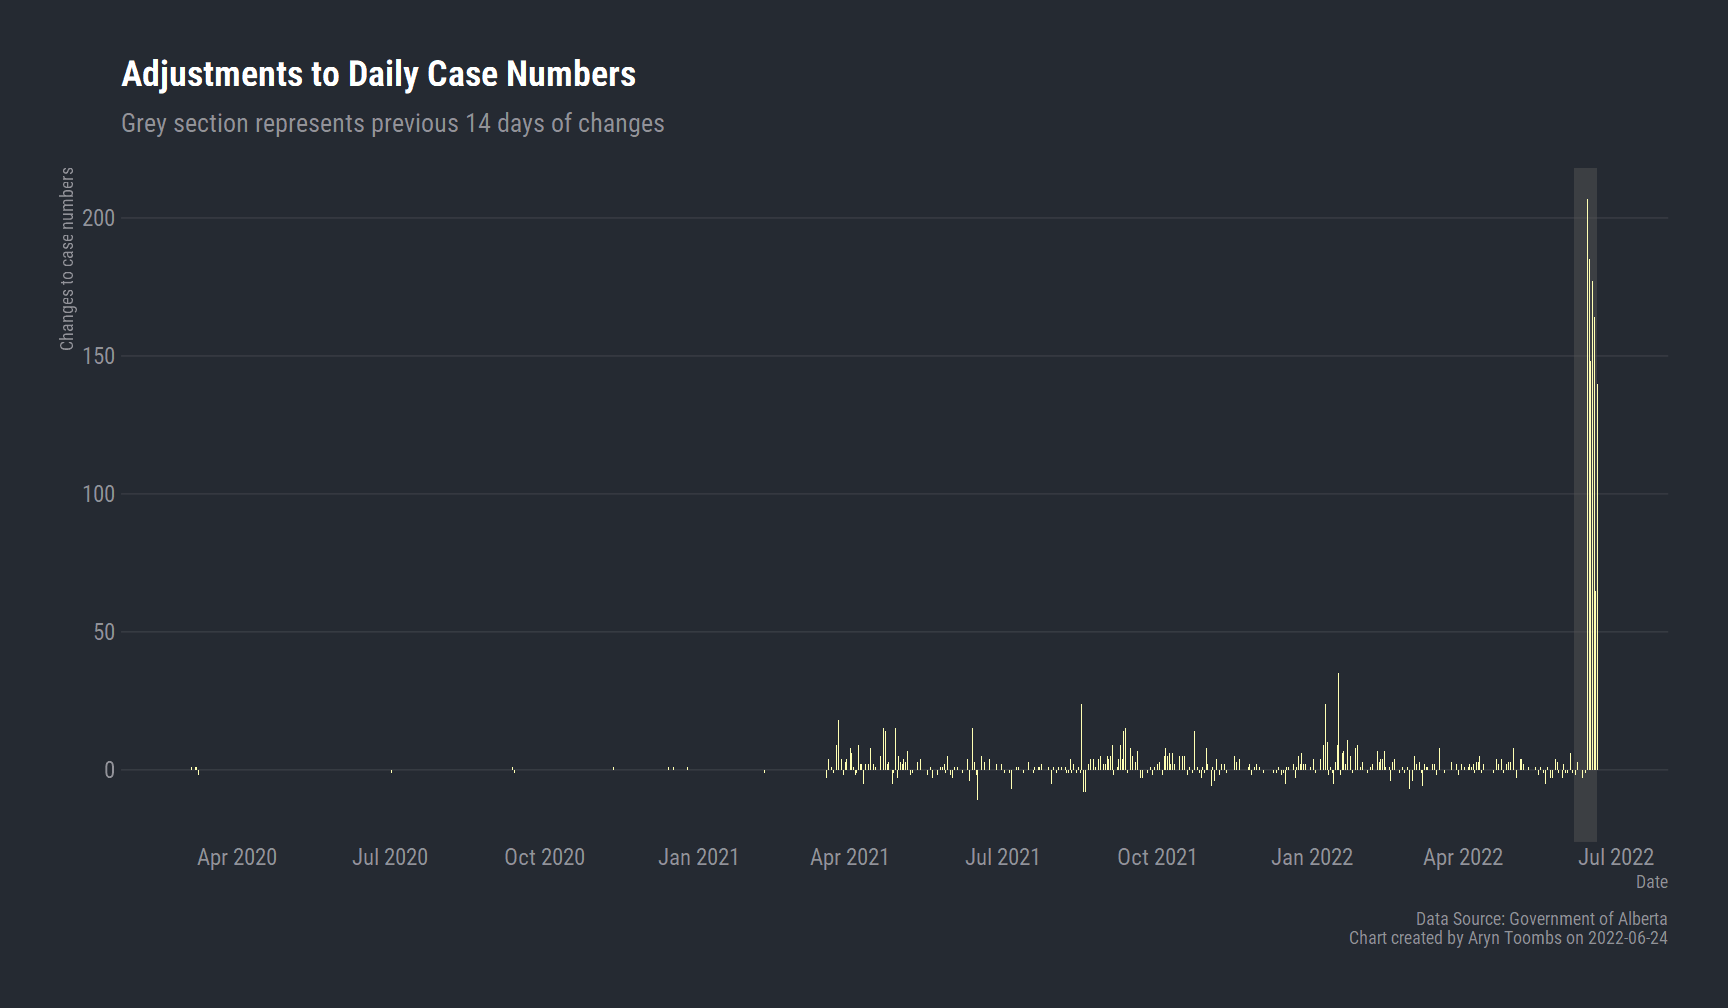 Adjustments to Daily Case Numbers
Grey section represents previous 14 days of changes
Changes to case numbers
200
150
100
50
0
Apr 2020
Jul 2020
Oct 2020
Jan 2021
Apr 2021
Jul 2021
Oct 2021
Jan 2022
Apr 2022
Jul 2022
Date
Data Source: Government of Alberta
Chart created by Aryn Toombs on 2022-06-24